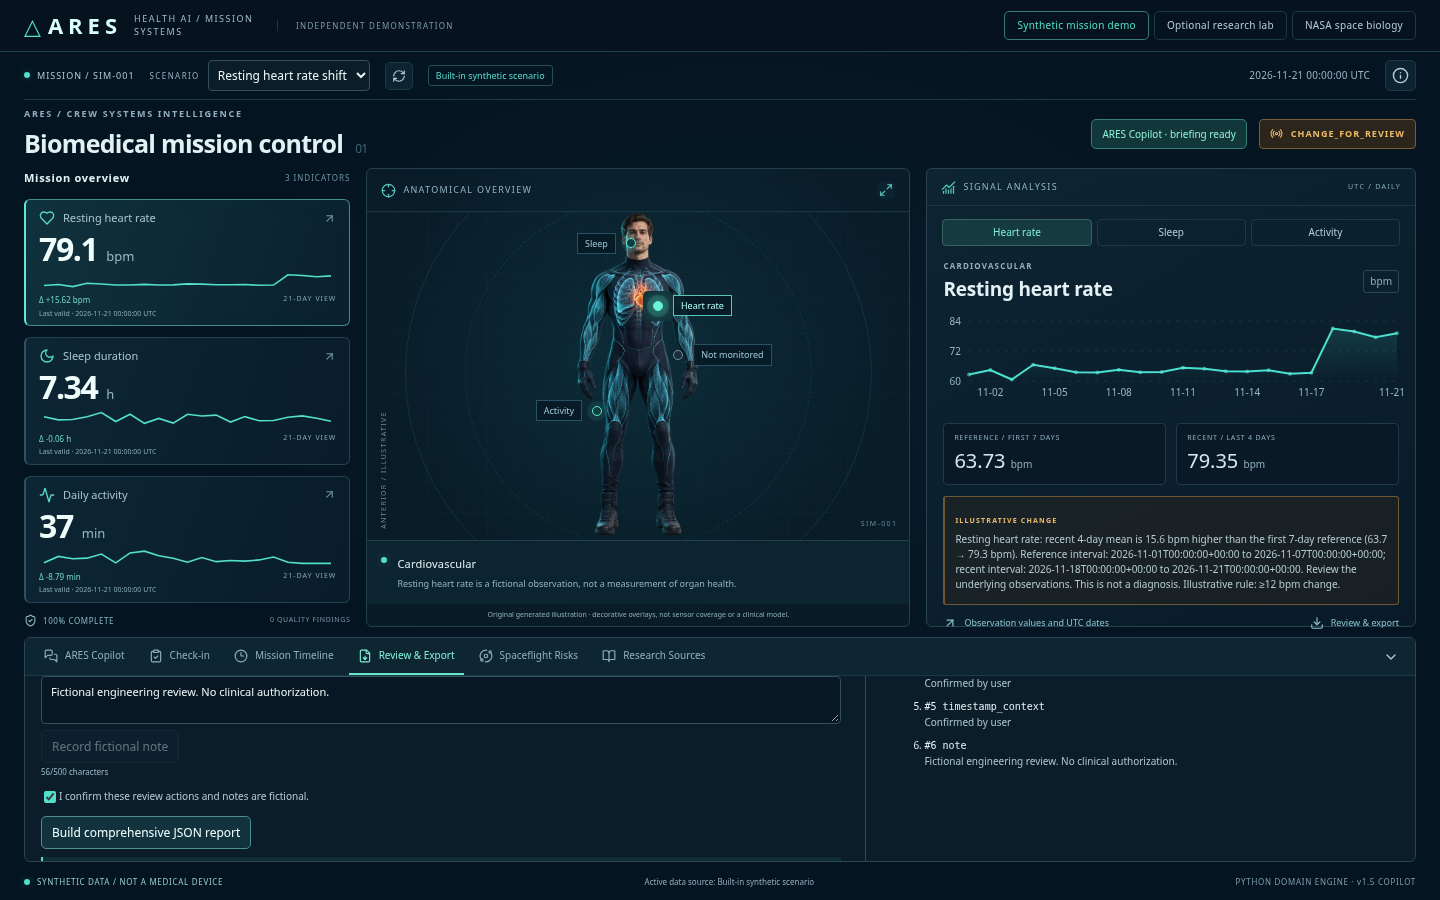 ARES
HEALTH AI / MISSION
SYSTEMS
INDEPENDENT DEMONSTRATION
Synthetic mission demo
Optional research lab
NASA space biology
MISSION / SIM-001
SCENARIO
Resting heart rate shift
Built-in synthetic scenario
2026-11-21 00:00:00 UTC
ARES / CREW SYSTEMS INTELLIGENCE
Biomedical mission control 01
ARES Copilot · briefing ready
CHANGE_FOR_REVIEW
Mission overview
3 INDICATORS
Resting heart rate
79.1 bpm
Δ +15.62 bpm
21-DAY VIEW
Last valid · 2026-11-21 00:00:00 UTC
Sleep duration
7.34 h
Δ -0.06 h
21-DAY VIEW
Last valid · 2026-11-21 00:00:00 UTC
Daily activity
37 min
Δ -8.79 min
21-DAY VIEW
Last valid · 2026-11-21 00:00:00 UTC
100% COMPLETE
0 QUALITY FINDINGS
ANATOMICAL OVERVIEW
Sleep
Heart rate
Not monitored
Activity
ANTERIOR / ILLUSTRATIVE
SIM-001
Cardiovascular
Resting heart rate is a fictional observation, not a measurement of organ health.
Original generated illustration · decorative overlays, not sensor coverage or a clinical model.
SIGNAL ANALYSIS
UTC / DAILY
Heart rate
Sleep
Activity
CARDIOVASCULAR
Resting heart rate
bpm
84
72
60
11-02
11-05
11-08
11-11
11-14
11-17
11-21
REFERENCE / FIRST 7 DAYS
63.73 bpm
RECENT / LAST 4 DAYS
79.35 bpm
ILLUSTRATIVE CHANGE
Resting heart rate: recent 4-day mean is 15.6 bpm higher than the first 7-day reference (63.7
→ 79.3 bpm). Reference interval: 2026-11-01T00:00:00+00:00 to 2026-11-07T00:00:00+00:00;
recent interval: 2026-11-18T00:00:00+00:00 to 2026-11-21T00:00:00+00:00. Review the
underlying observations. This is not a diagnosis. Illustrative rule: ≥12 bpm change.
Observation values and UTC dates
Review & export
ARES Copilot
Check-in
Mission Timeline
Review & Export
Spaceflight Risks
Research Sources
Fictional engineering review. No clinical authorization.
Record fictional note
56/500 characters
I confirm these review actions and notes are fictional.
Build comprehensive JSON report
Confirmed by user
5. #5 timestamp_context
Confirmed by user
6. #6 note
Fictional engineering review. No clinical authorization.
SYNTHETIC DATA / NOT A MEDICAL DEVICE
Active data source: Built-in synthetic scenario
PYTHON DOMAIN ENGINE · v1.5 COPILOT